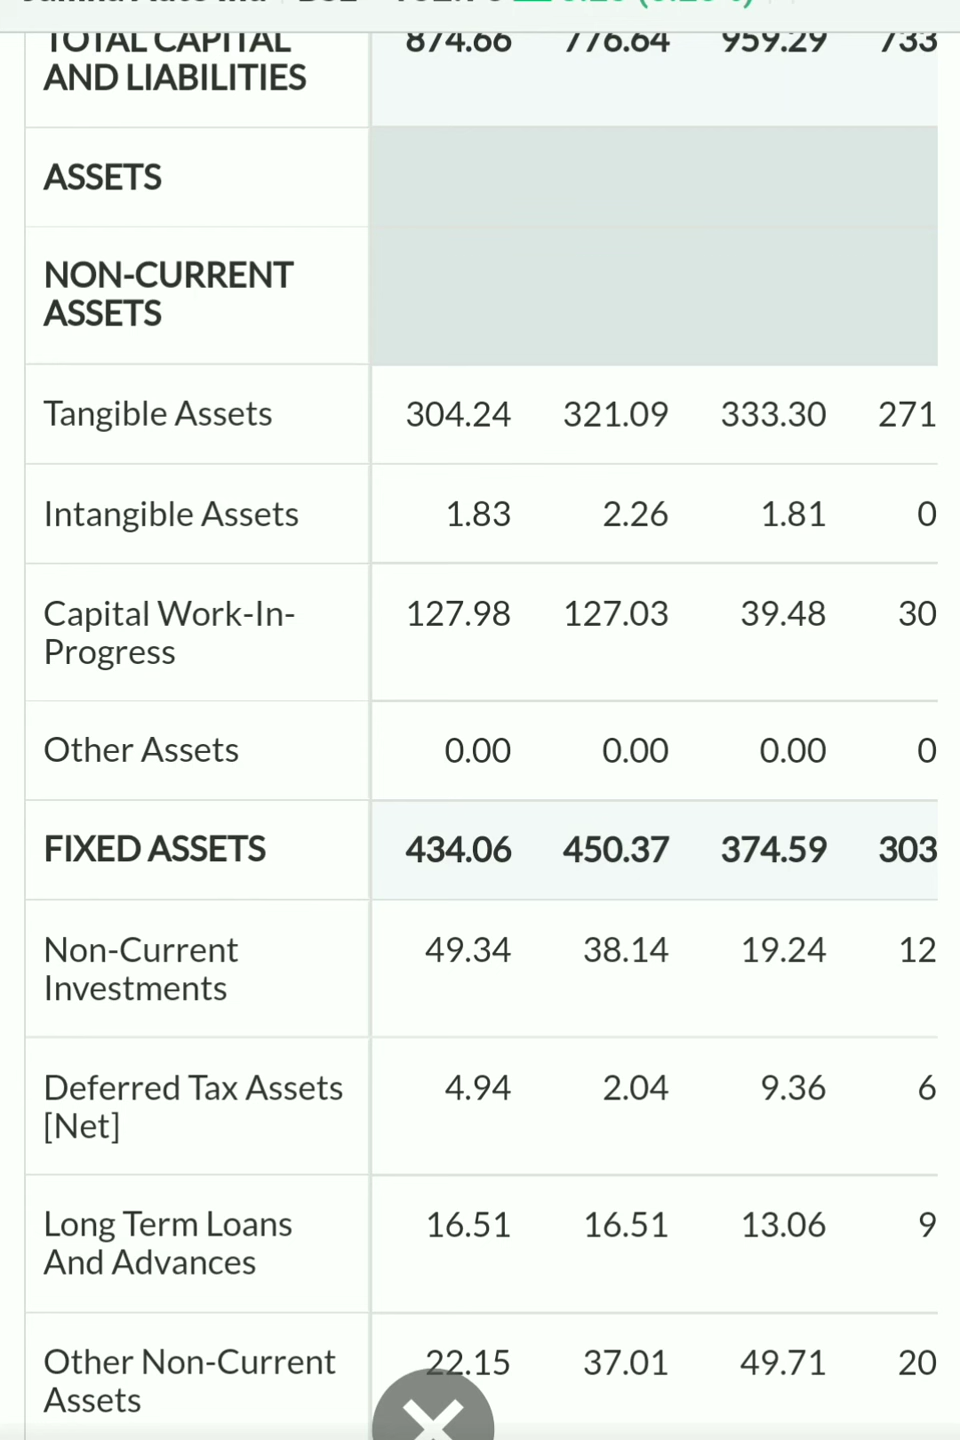 TOTAL CAPITAL 874.66 776.64 959.29 733
AND LIABILITIES
ASSETS
NON-CURRENT
ASSETS
Tangible Assets 304.24 321.09 333.30 271
Intangible Assets 1.83 2.26 1.81 0
Capital Work-In- 127.98 127.03 39.48 30
Progress
Other Assets 0.00 0.00 0.00 0
FIXED ASSETS 434.06 450.37 374.59 303
Non-Current 49.34 38.14 19.24 12
Investments
Deferred Tax Assets 4.94 2.04 9.36 6
[Net]
Long Term Loans 16.51 16.51 13.06 9
And Advances
Other Non-Current 22.15 37.01 49.71 20
Assets